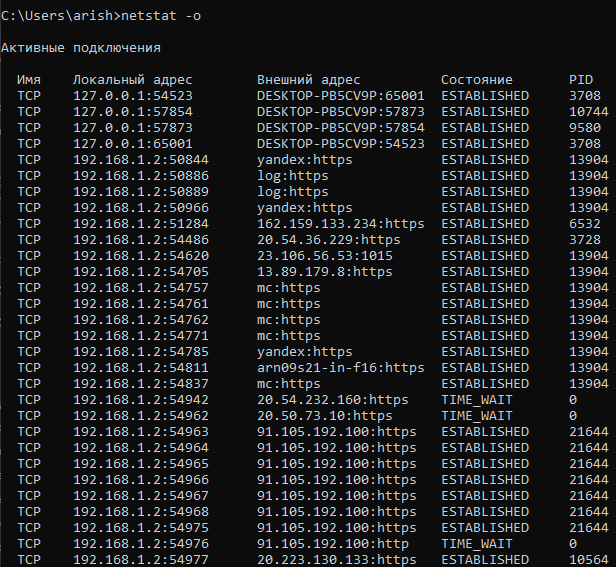 C:\Users\arish>netstat -o
Активные подключения
Имя Локальный адрес Внешний адрес Состояние PID
TCP 127.0.0.1:54523 DESKTOP-PB5CV9P:65001 ESTABLISHED 3708
TCP 127.0.0.1:57854 DESKTOP-PB5CV9P:57873 ESTABLISHED 10744
TCP 127.0.0.1:57873 DESKTOP-PB5CV9P:57854 ESTABLISHED 9580
TCP 127.0.0.1:65001 DESKTOP-PB5CV9P:54523 ESTABLISHED 3708
TCP 192.168.1.2:50844 yandex:https ESTABLISHED 13904
TCP 192.168.1.2:50886 log:https ESTABLISHED 13904
TCP 192.168.1.2:50889 log:https ESTABLISHED 13904
TCP 192.168.1.2:50966 yandex:https ESTABLISHED 13904
TCP 192.168.1.2:51284 162.159.133.234:https ESTABLISHED 6532
TCP 192.168.1.2:54486 20.54.36.229:https ESTABLISHED 3728
TCP 192.168.1.2:54620 23.106.56.53:1015 ESTABLISHED 13904
TCP 192.168.1.2:54705 13.89.179.8:https ESTABLISHED 13904
TCP 192.168.1.2:54757 mc:https ESTABLISHED 13904
TCP 192.168.1.2:54761 mc:https ESTABLISHED 13904
TCP 192.168.1.2:54762 mc:https ESTABLISHED 13904
TCP 192.168.1.2:54771 mc:https ESTABLISHED 13904
TCP 192.168.1.2:54785 yandex:https ESTABLISHED 13904
TCP 192.168.1.2:54811 arn09s21-in-f16:https ESTABLISHED 13904
TCP 192.168.1.2:54837 mc:https ESTABLISHED 13904
TCP 192.168.1.2:54942 20.54.232.160:https TIME_WAIT 0
TCP 192.168.1.2:54962 20.50.73.10:https TIME_WAIT 0
TCP 192.168.1.2:54963 91.105.192.100:https ESTABLISHED 21644
TCP 192.168.1.2:54964 91.105.192.100:https ESTABLISHED 21644
TCP 192.168.1.2:54965 91.105.192.100:https ESTABLISHED 21644
TCP 192.168.1.2:54966 91.105.192.100:https ESTABLISHED 21644
TCP 192.168.1.2:54967 91.105.192.100:https ESTABLISHED 21644
TCP 192.168.1.2:54968 91.105.192.100:https ESTABLISHED 21644
TCP 192.168.1.2:54975 91.105.192.100:https ESTABLISHED 21644
TCP 192.168.1.2:54976 91.105.192.100:http TIME_WAIT 0
TCP 192.168.1.2:54977 20.223.130.133:https ESTABLISHED 10564